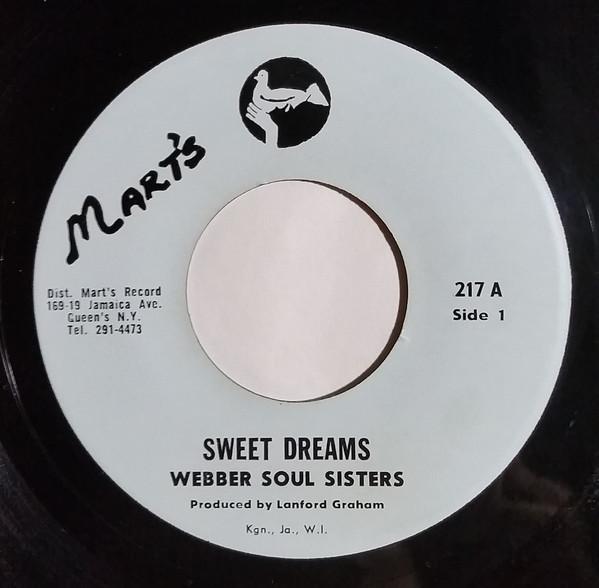 MART'S
Dist. Mart's Record
169-19 Jamaica Ave.
Queen's N.Y.
Tel. 291-4473
217 A
Side 1
SWEET DREAMS
WEBBER SOUL SISTERS
Produced by Lanford Graham
Kgn., Ja., W.I.